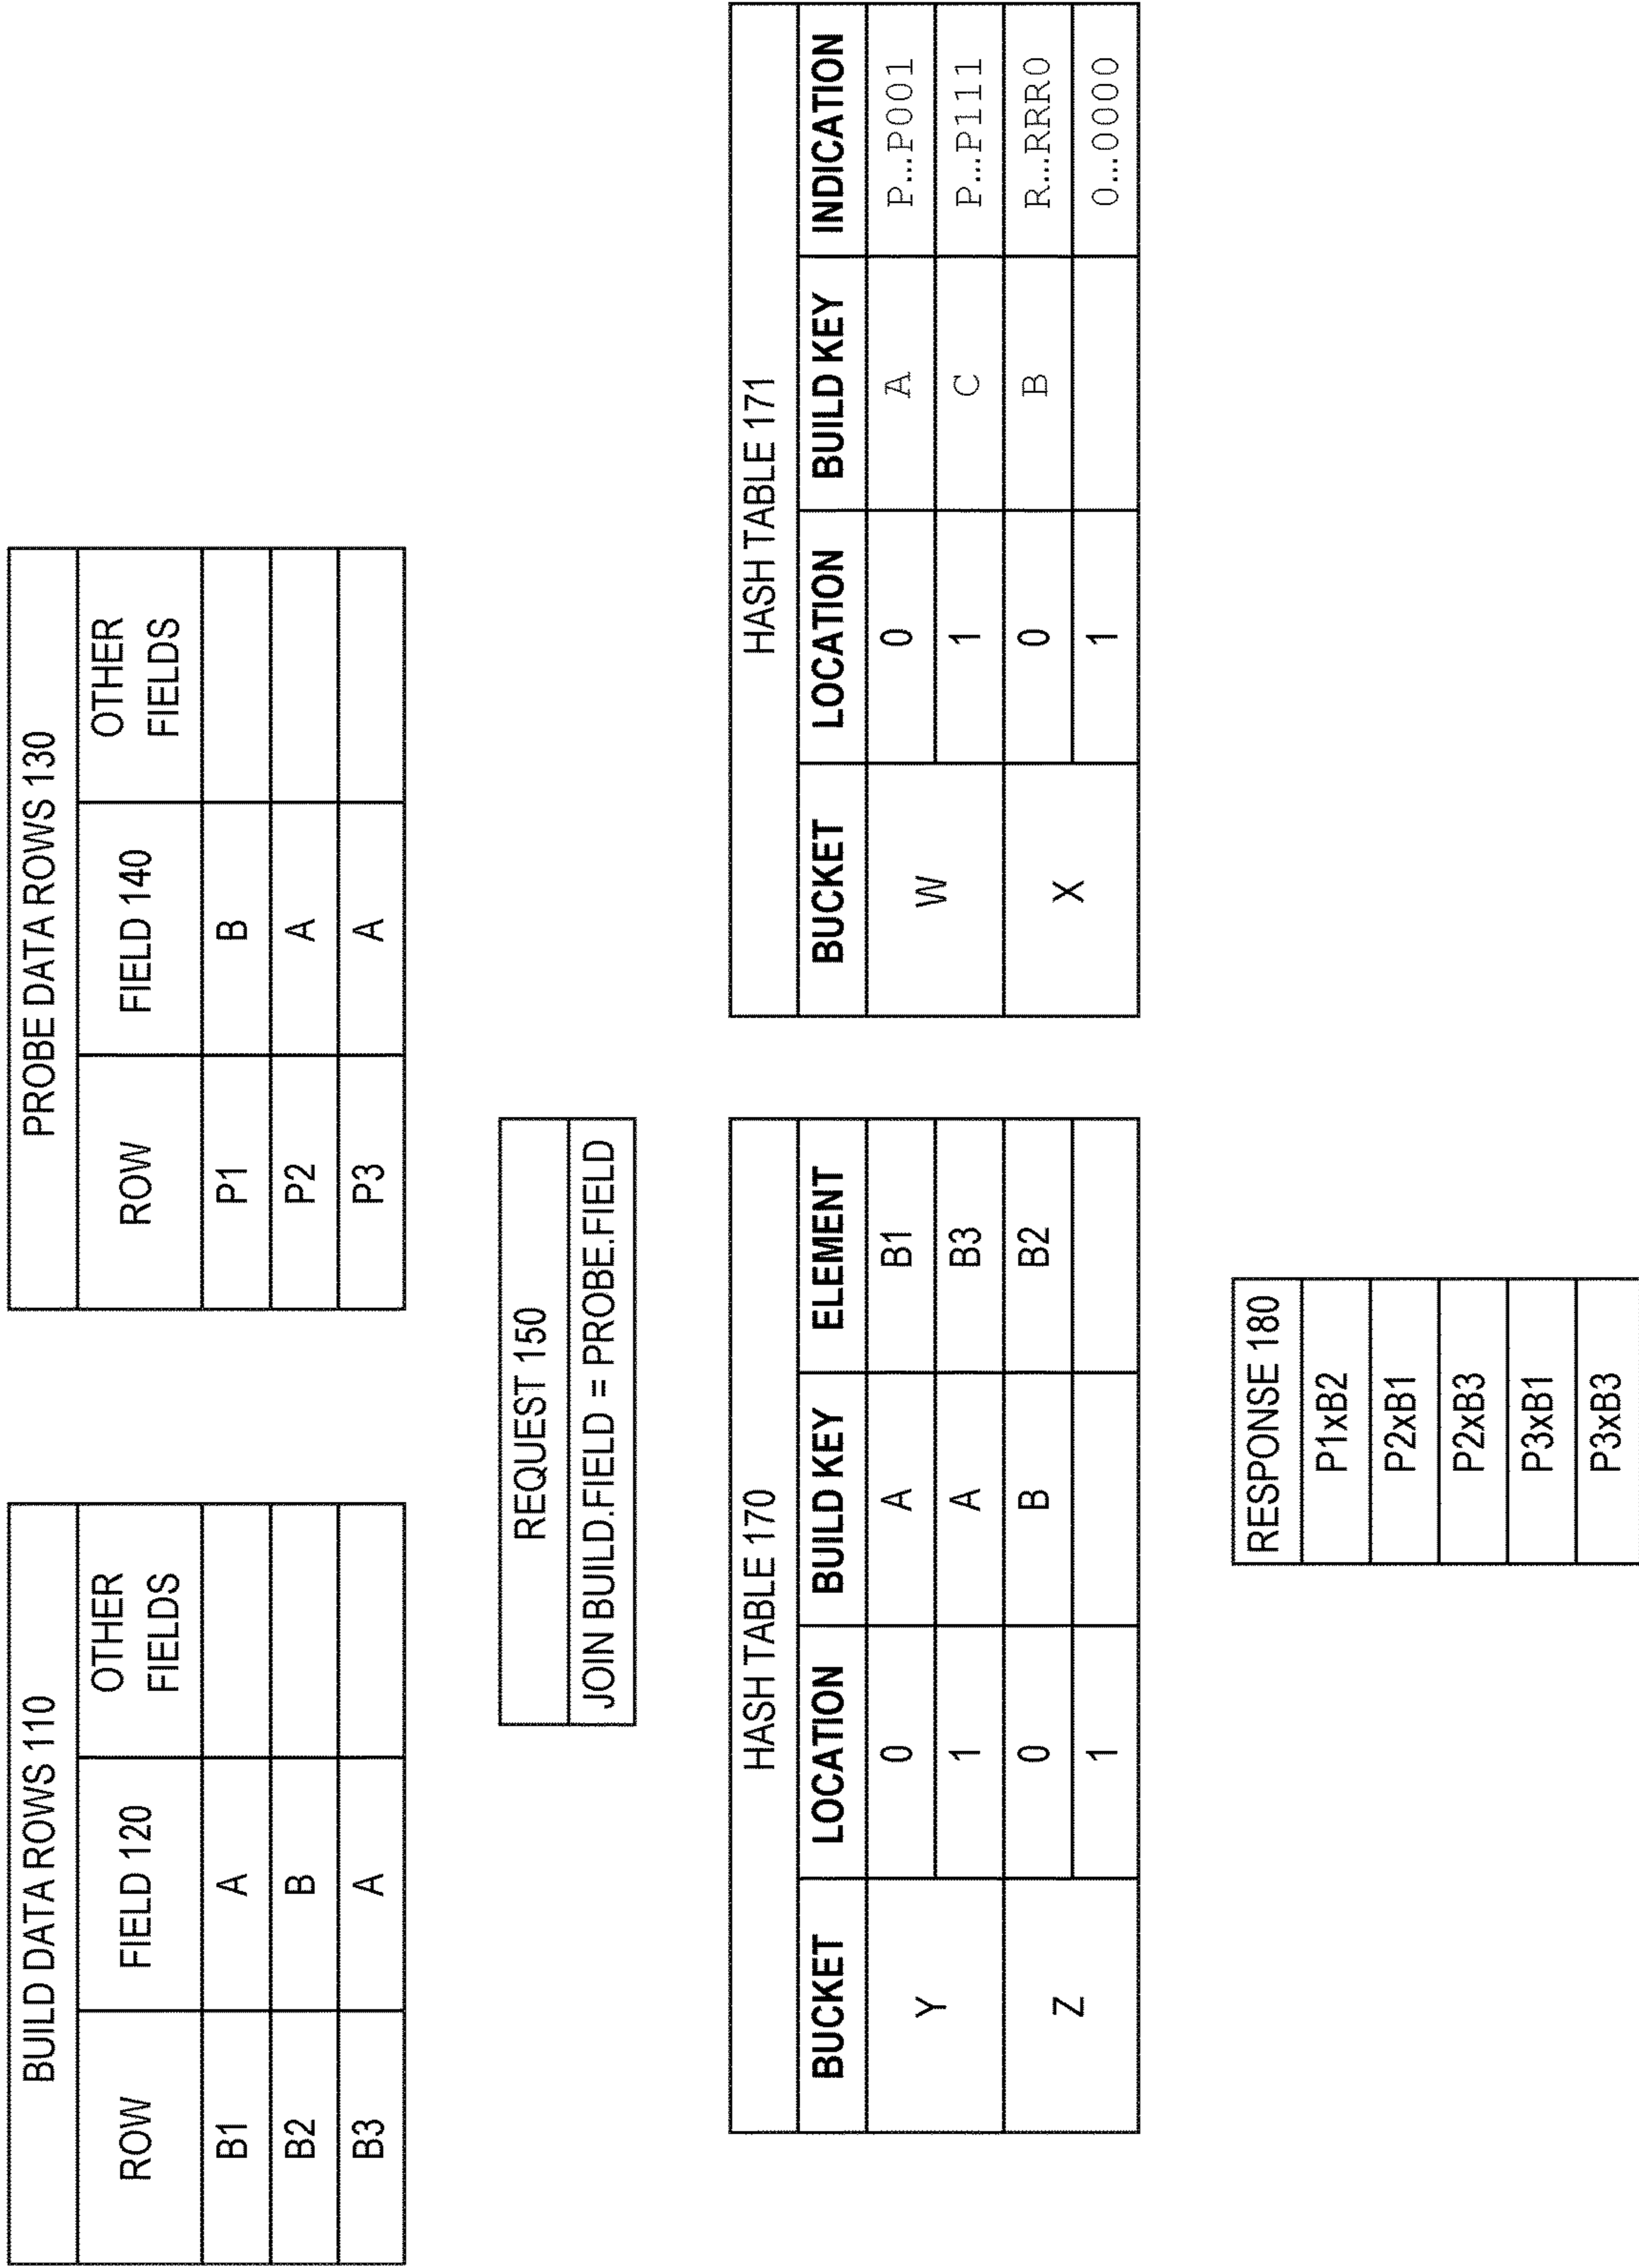 BUILD DATA ROWS 110
ROW FIELD 120 OTHER
FIELDS
B1 A
B2 B
B3 A
PROBE DATA ROWS 130
ROW FIELD 140 OTHER
FIELDS
P1 B
P2 A
P3 A
REQUEST 150
JOIN BUILD.FIELD = PROBE.FIELD
HASH TABLE 170
BUCKET LOCATION BUILD KEY ELEMENT
Y 0 A B1
1 A B3
Z 0 B B2
1
HASH TABLE 171
BUCKET LOCATION BUILD KEY INDICATION
W 0 A P...P001
1 C P...P111
X 0 B R...RRR0
1 0...0000
RESPONSE 180
P1xB2
P2xB1
P2xB3
P3xB1
P3xB3